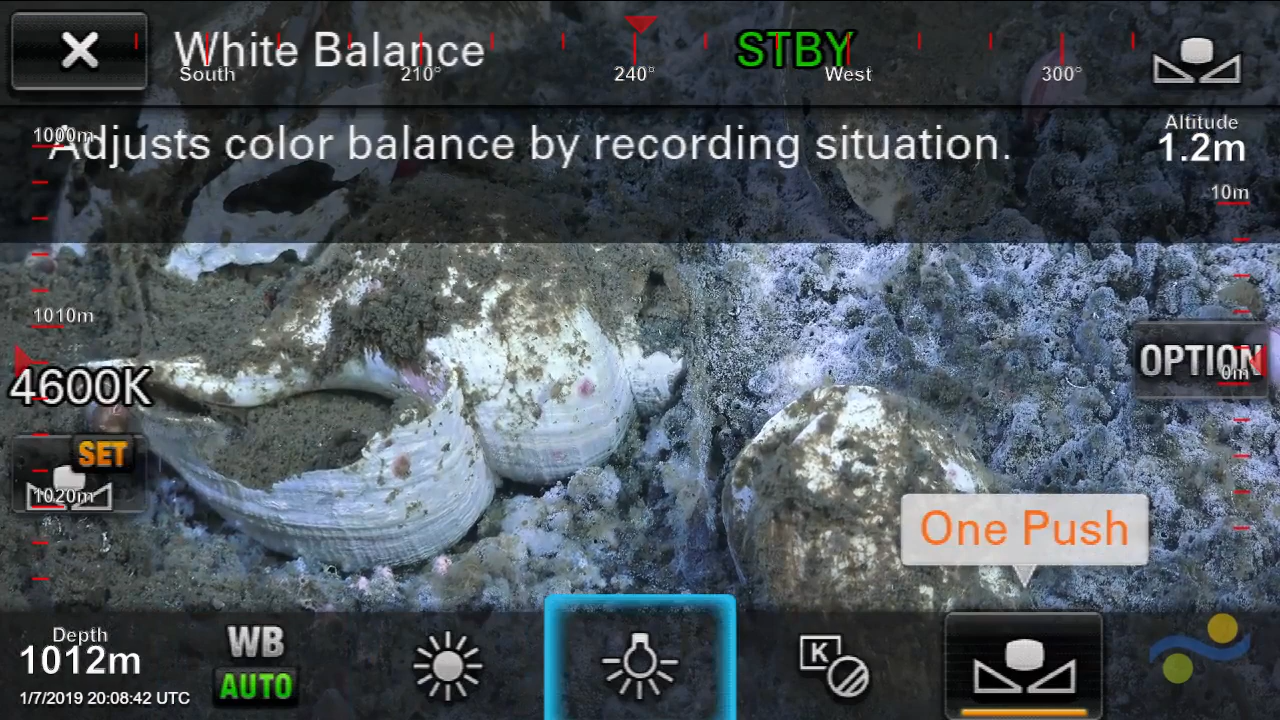 White Balance
STBY
South
210°
240°
West
300°
Adjusts color balance by recording situation.
1000m
Altitude
1.2m
10m
1010m
4600K
OPTION
0m
SET
1020m
One Push
Depth
1012m
1/7/2019 20:08:42 UTC
WB
AUTO
K